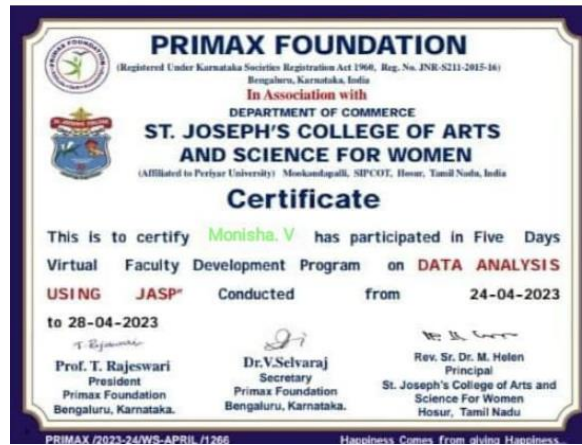 PRIMAX FOUNDATION
(Registered Under Karnataka Societies Registration Act 1960, Reg. No. JNR-S211-2015-16)
Bengaluru, Karnataka, India
In Association with
DEPARTMENT OF COMMERCE
ST. JOSEPH'S COLLEGE OF ARTS
AND SCIENCE FOR WOMEN
(Affiliated to Periyar University) Mookandapalli, SIPCOT, Hosur, Tamil Nadu, India
Certificate
This is to certify Monisha. V has participated in Five Days
Virtual Faculty Development Program on DATA ANALYSIS
USING JASP" Conducted from 24-04-2023
to 28-04-2023
T. Rajeswari
Prof. T. Rajeswari
President
Primax Foundation
Bengaluru, Karnataka.
Dr.V.Selvaraj
Secretary
Primax Foundation
Bengaluru, Karnataka.
Rev. Sr. Dr. M. Helen
Principal
St. Joseph's College of Arts and
Science For Women
Hosur, Tamil Nadu
PRIMAX /2023-24/WS-APRIL /1266
Happiness Comes from giving Happiness...